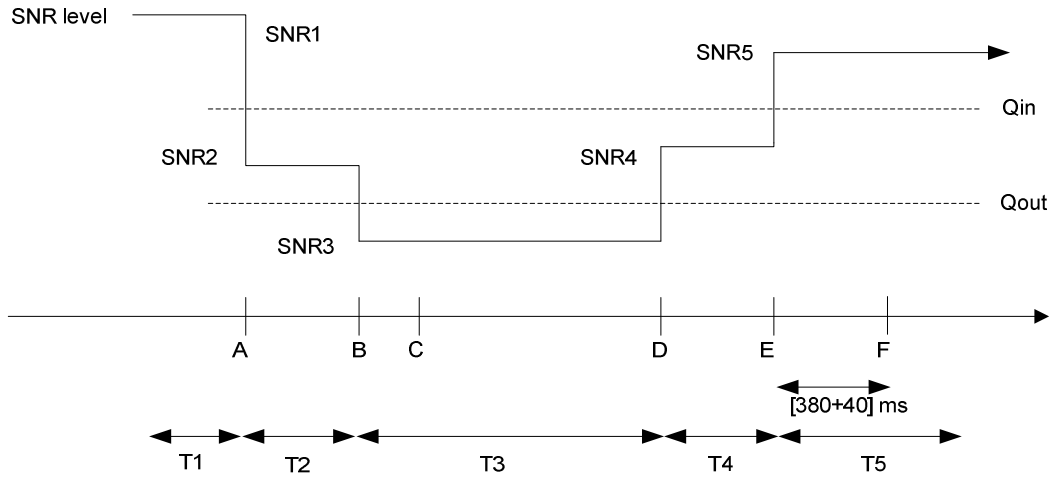 SNR level
SNR1
SNR5
Qin
SNR2
SNR4
Qout
SNR3
A
B
C
D
E
F
[380+40] ms
T1
T2
T3
T4
T5